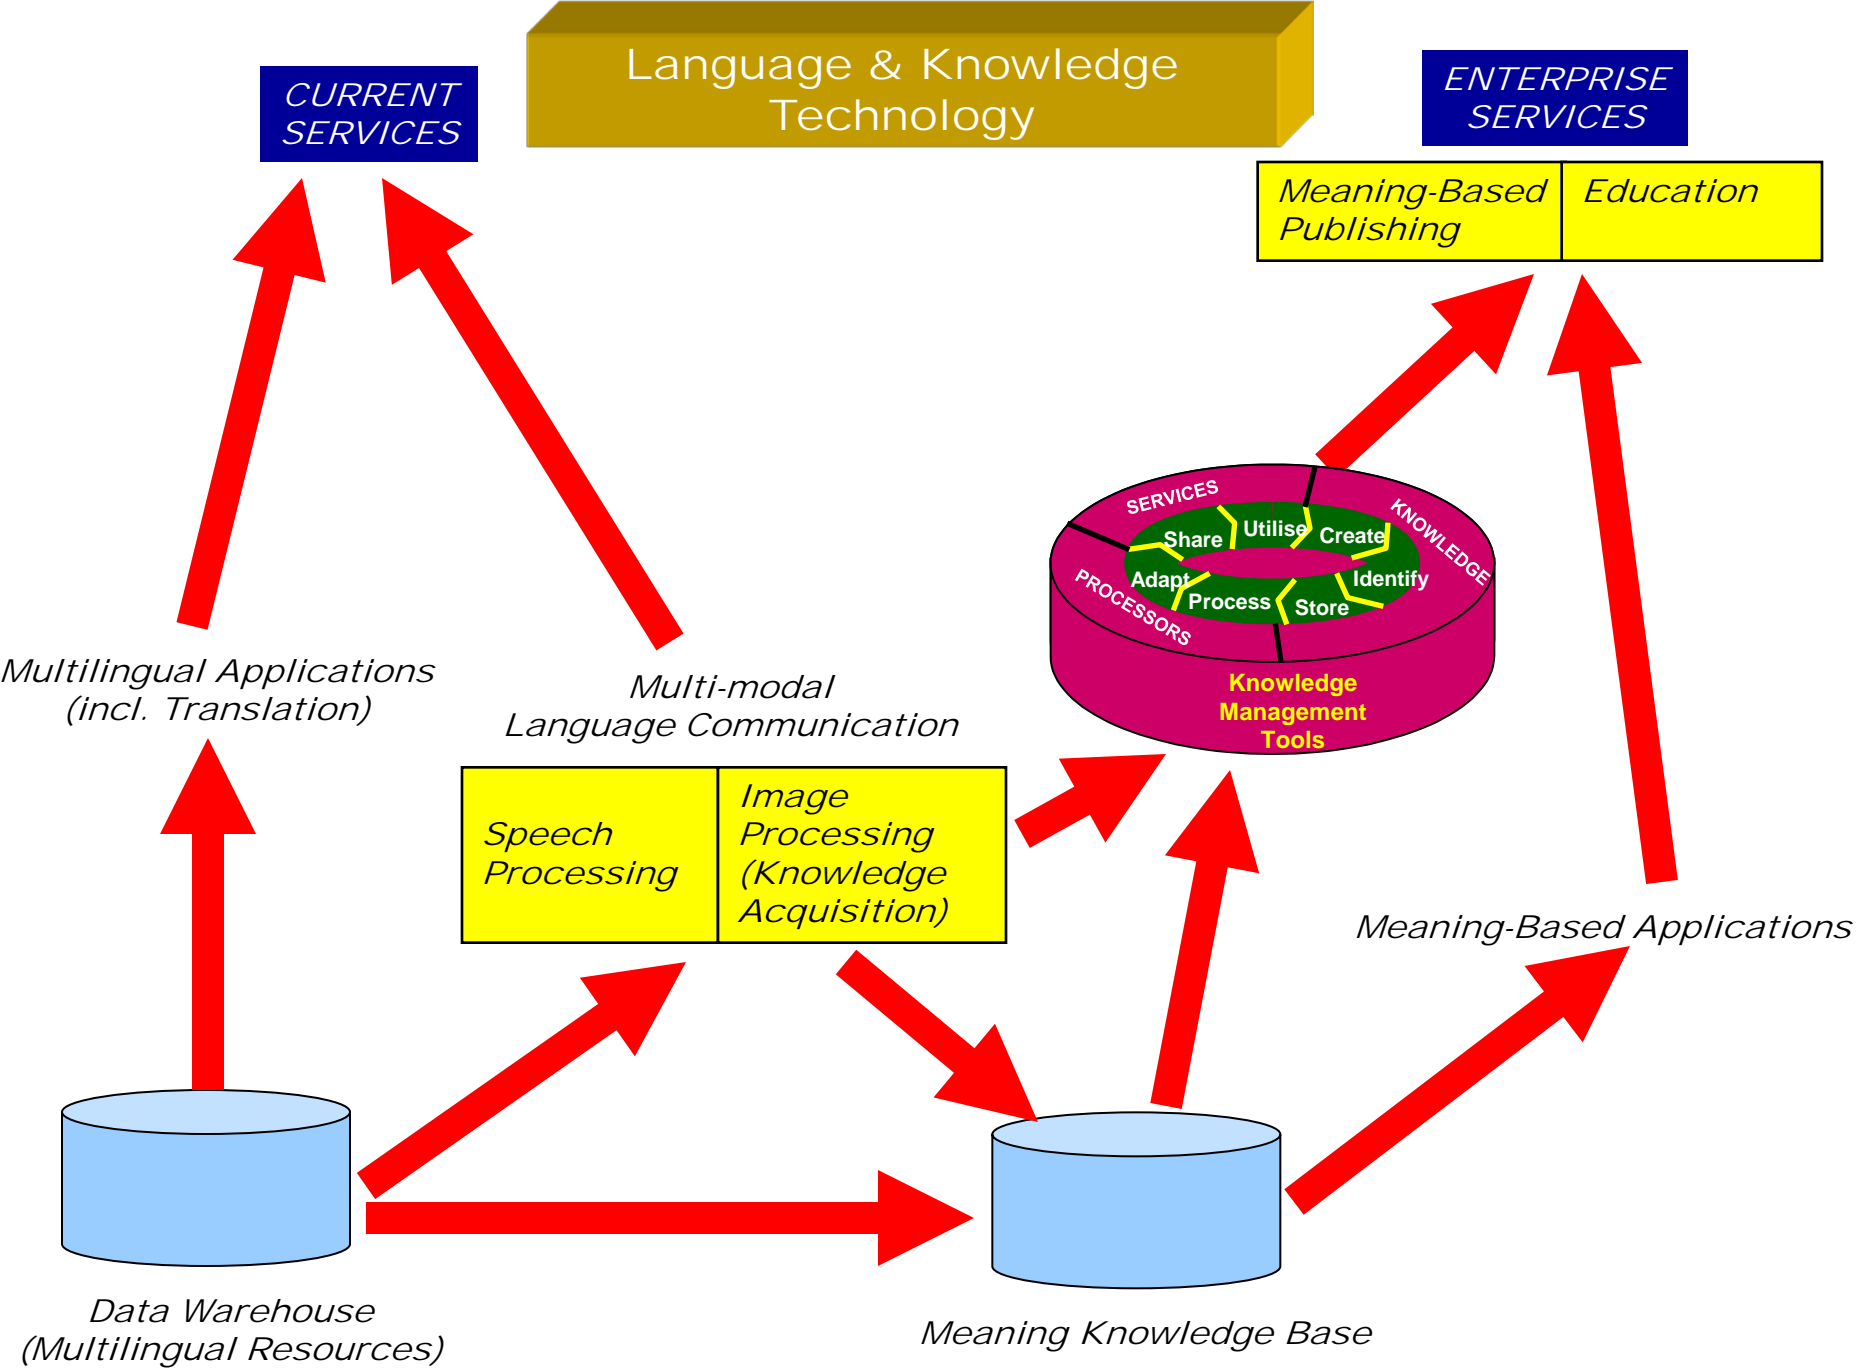 Language & Knowledge
Technology
CURRENT
SERVICES
ENTERPRISE
SERVICES
Meaning-Based
Publishing
Education
SERVICES
KNOWLEDGE
PROCESSORS
Share
Utilise
Create
Identify
Store
Process
Adapt
Knowledge
Management
Tools
Multilingual Applications
(incl. Translation)
Multi-modal
Language Communication
Speech
Processing
Image
Processing
(Knowledge
Acquisition)
Meaning-Based Applications
Data Warehouse
(Multilingual Resources)
Meaning Knowledge Base